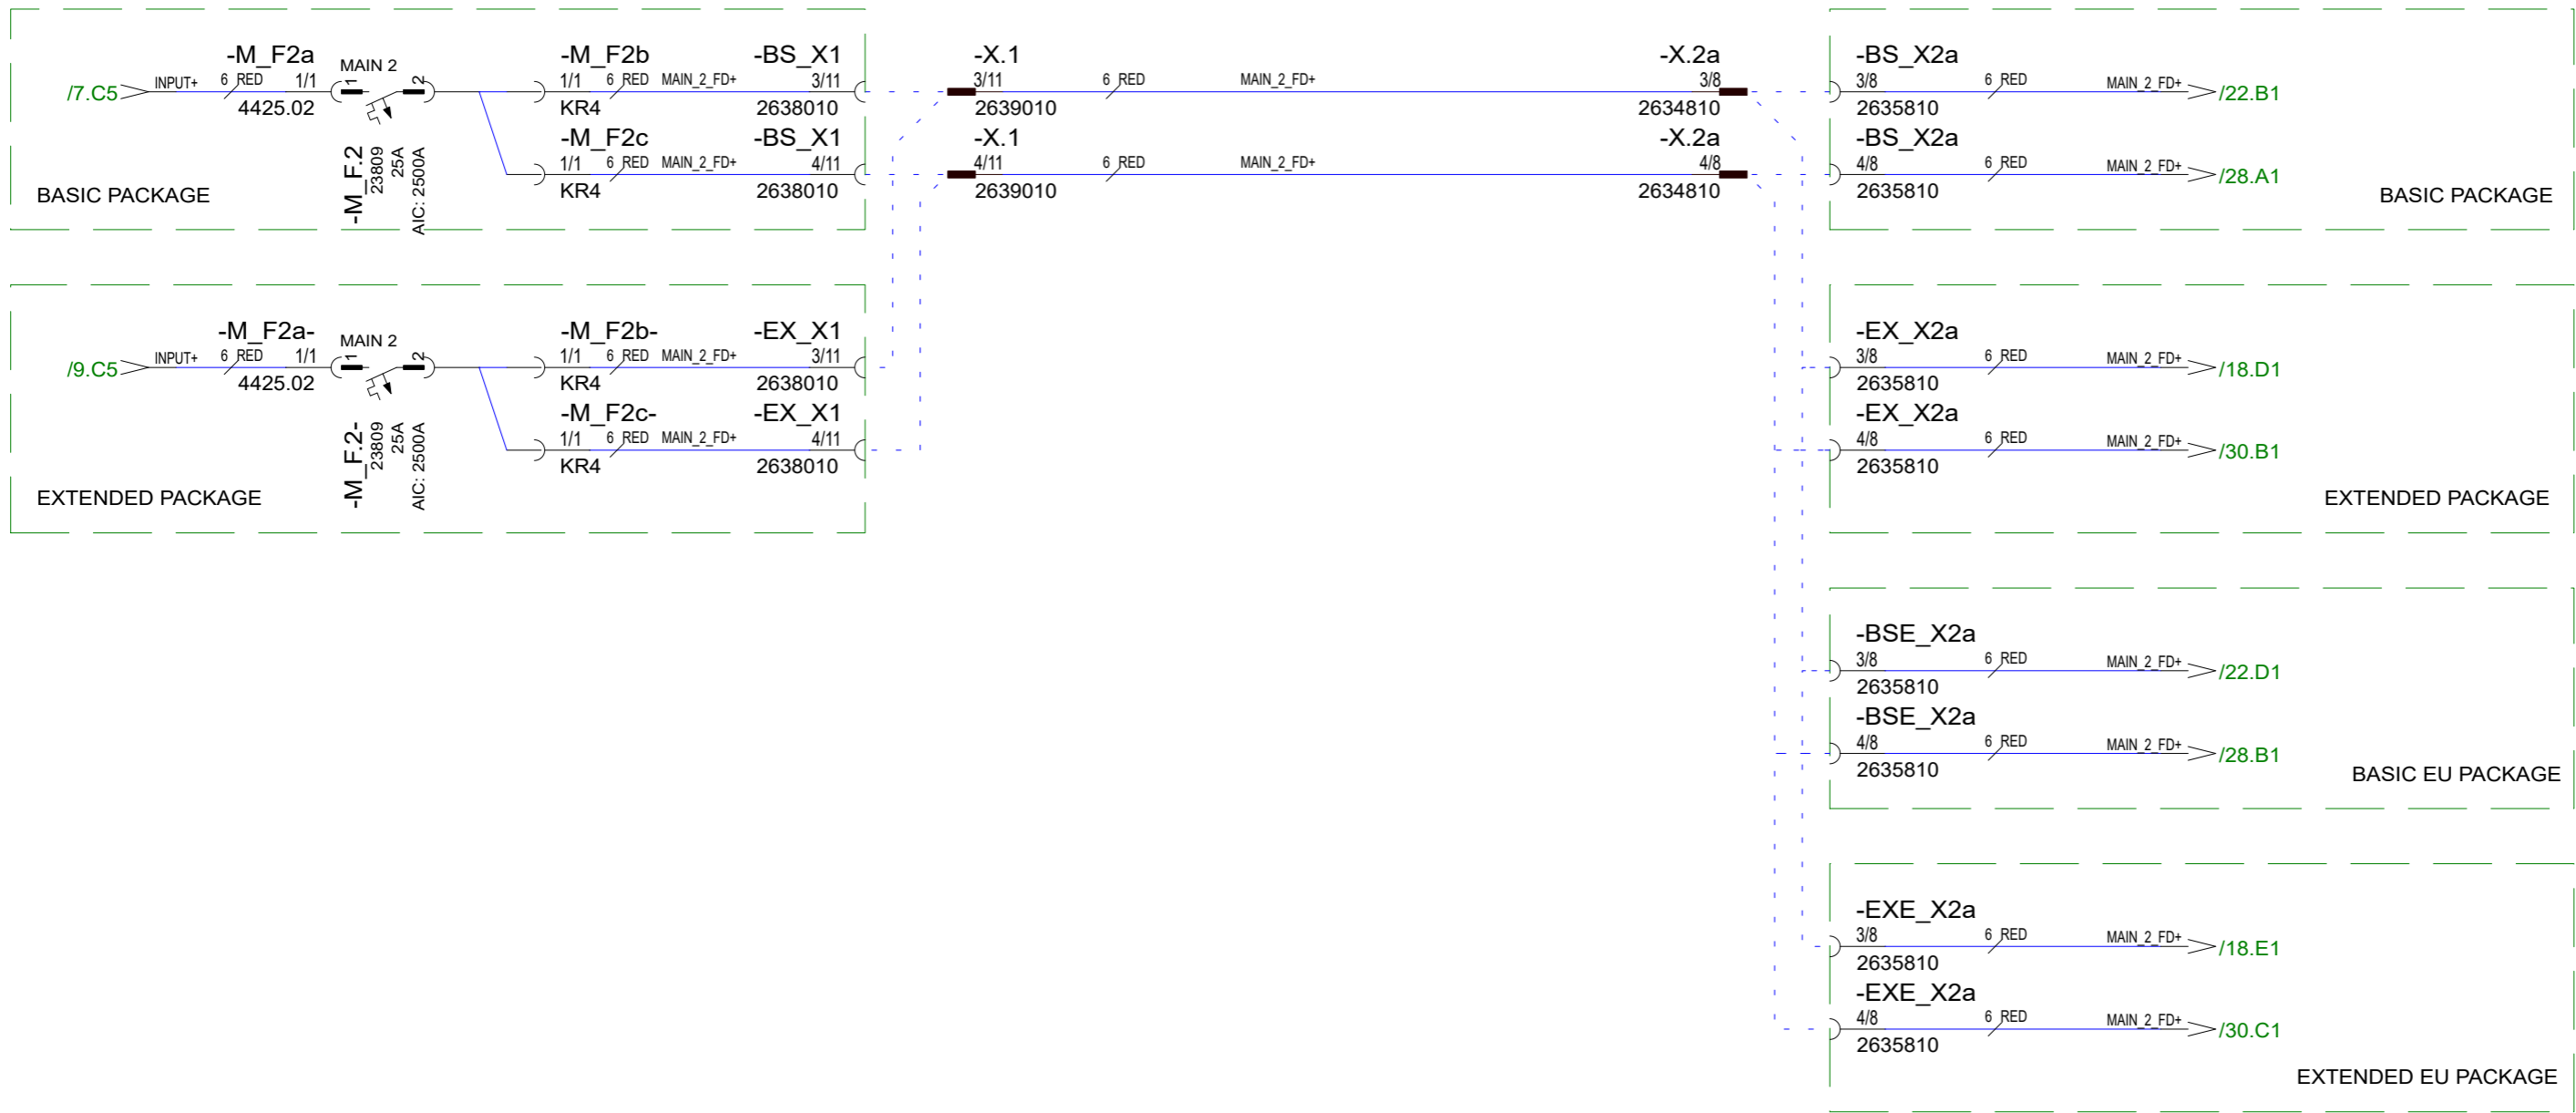 -M_F2a
MAIN 2
-M_F2b
-BS_X1
-X.1
-X.2a
-BS_X2a
/7.C5
INPUT+
6 RED
1/1
1
2
1/1
6 RED
MAIN_2_FD+
3/11
3/11
6 RED
MAIN_2_FD+
3/8
3/8
6 RED
MAIN_2_FD+
/22.B1
4425.02
KR4
2638010
2639010
2634810
2635810
-M_F2c
-BS_X1
-X.1
-X.2a
-BS_X2a
1/1
6 RED
MAIN_2_FD+
4/11
4/11
6 RED
MAIN_2_FD+
4/8
4/8
6 RED
MAIN_2_FD+
/28.A1
KR4
2638010
2639010
2634810
2635810
-M_F.2
23809
25A
AIC: 2500A
BASIC PACKAGE
BASIC PACKAGE
-M_F2a-
MAIN 2
-M_F2b-
-EX_X1
-EX_X2a
/9.C5
INPUT+
6 RED
1/1
1
2
1/1
6 RED
MAIN_2_FD+
3/11
3/8
6 RED
MAIN_2_FD+
/18.D1
4425.02
KR4
2638010
2635810
-M_F2c-
-EX_X1
-EX_X2a
1/1
6 RED
MAIN_2_FD+
4/11
4/8
6 RED
MAIN_2_FD+
/30.B1
KR4
2638010
2635810
-M_F.2-
23809
25A
AIC: 2500A
EXTENDED PACKAGE
EXTENDED PACKAGE
-BSE_X2a
3/8
6 RED
MAIN_2_FD+
/22.D1
2635810
-BSE_X2a
4/8
6 RED
MAIN_2_FD+
/28.B1
2635810
BASIC EU PACKAGE
-EXE_X2a
3/8
6 RED
MAIN_2_FD+
/18.E1
2635810
-EXE_X2a
4/8
6 RED
MAIN_2_FD+
/30.C1
2635810
EXTENDED EU PACKAGE